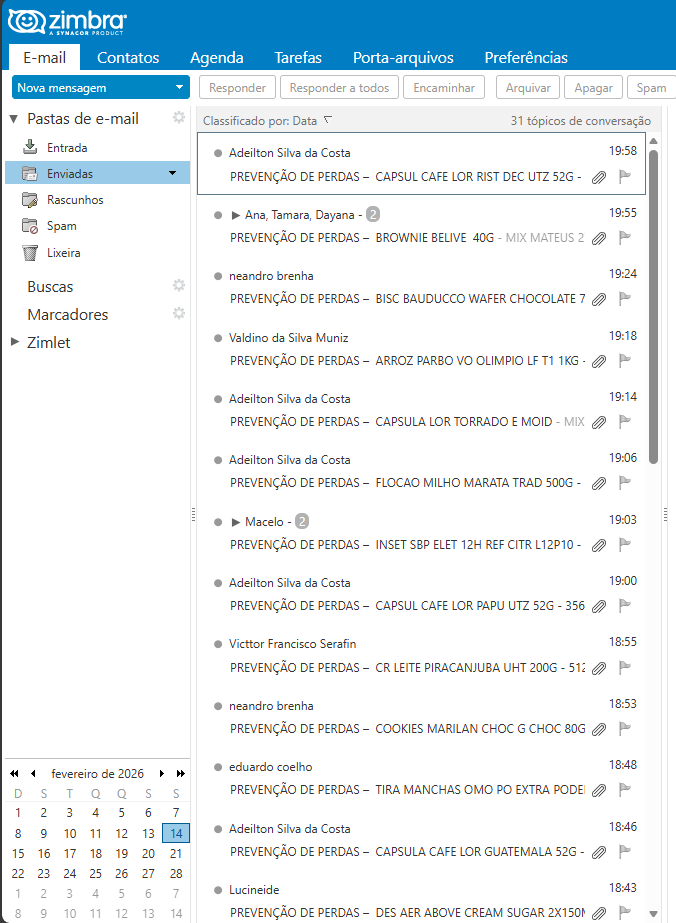 zimbra
A SYNACOR PRODUCT
E-mail Contatos Agenda Tarefas Porta-arquivos Preferências
Nova mensagem Responder Responder a todos Encaminhar Arquivar Apagar Spam
Pastas de e-mail
Entrada
Enviadas
Rascunhos
Spam
Lixeira
Buscas
Marcadores
Zimlet
Classificado por: Data 31 tópicos de conversação
Adeilton Silva da Costa 19:58
PREVENÇÃO DE PERDAS – CAPSUL CAFE LOR RIST DEC UTZ 52G -
Ana, Tamara, Dayana - 2 19:55
PREVENÇÃO DE PERDAS – BROWNIE BELIVE 40G - MIX MATEUS 2
neandro brenha 19:24
PREVENÇÃO DE PERDAS – BISC BAUDUCCO WAFER CHOCOLATE 7
Valdino da Silva Muniz 19:18
PREVENÇÃO DE PERDAS – ARROZ PARBO VO OLIMPIO LF T1 1KG -
Adeilton Silva da Costa 19:14
PREVENÇÃO DE PERDAS – CAPSULA LOR TORRADO E MOID - MIX
Adeilton Silva da Costa 19:06
PREVENÇÃO DE PERDAS – FLOCAO MILHO MARATA TRAD 500G -
Macelo - 2 19:03
PREVENÇÃO DE PERDAS – INSET SBP ELET 12H REF CITR L12P10 -
Adeilton Silva da Costa 19:00
PREVENÇÃO DE PERDAS – CAPSUL CAFE LOR PAPU UTZ 52G - 356
Victtor Francisco Serafin 18:55
PREVENÇÃO DE PERDAS – CR LEITE PIRACANJUBA UHT 200G - 512
neandro brenha 18:53
PREVENÇÃO DE PERDAS – COOKIES MARILAN CHOC G CHOC 80G
eduardo coelho 18:48
PREVENÇÃO DE PERDAS – TIRA MANCHAS OMO PO EXTRA PODE
Adeilton Silva da Costa 18:46
PREVENÇÃO DE PERDAS – CAPSULA CAFE LOR GUATEMALA 52G -
Lucineide 18:43
PREVENÇÃO DE PERDAS – DES AER ABOVE CREAM SUGAR 2X150M
fevereiro de 2026
D S T Q Q S S
1 2 3 4 5 6 7
8 9 10 11 12 13 14
15 16 17 18 19 20 21
22 23 24 25 26 27 28
1 2 3 4 5 6 7
8 9 10 11 12 13 14